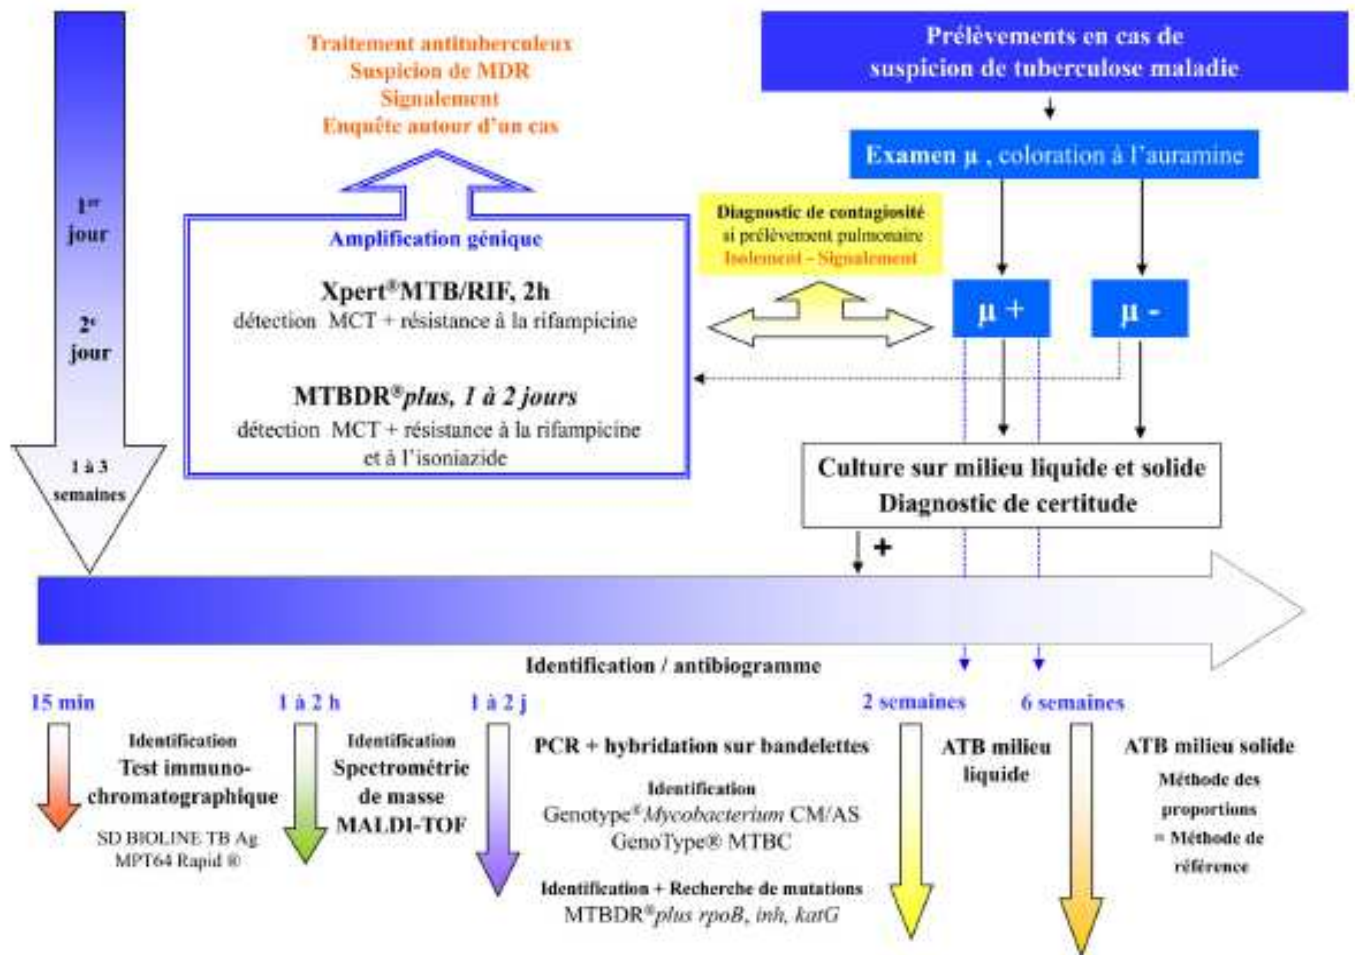 Prélèvements en cas de
suspicion de tuberculose maladie
Examen µ , coloration à l'auramine
Traitement antituberculeux
Suspicion de MDR
Signalement
Enquête autour d'un cas
1er
jour
2e
jour
1 à 3
semaines
Amplification génique
Xpert®MTB/RIF, 2h
détection MCT + résistance à la rifampicine
MTBDR®plus, 1 à 2 jours
détection MCT + résistance à la rifampicine
et à l'isoniazide
Diagnostic de contagiosité
si prélèvement pulmonaire
Isolement - Signalement
µ +
µ -
Culture sur milieu liquide et solide
Diagnostic de certitude
+
Identification / antibiogramme
15 min
Identification
Test immuno-
chromatographique
SD BIOLINE TB Ag
MPT64 Rapid ®
1 à 2 h
Identification
Spectrométrie
de masse
MALDI-TOF
1 à 2 j
PCR + hybridation sur bandelettes
Identification
Genotype®Mycobacterium CM/AS
GenoType® MTBC
Identification + Recherche de mutations
MTBDR®plus rpoB, inh, katG
2 semaines
ATB milieu
liquide
6 semaines
ATB milieu solide
Méthode des
proportions
= Méthode de
référence